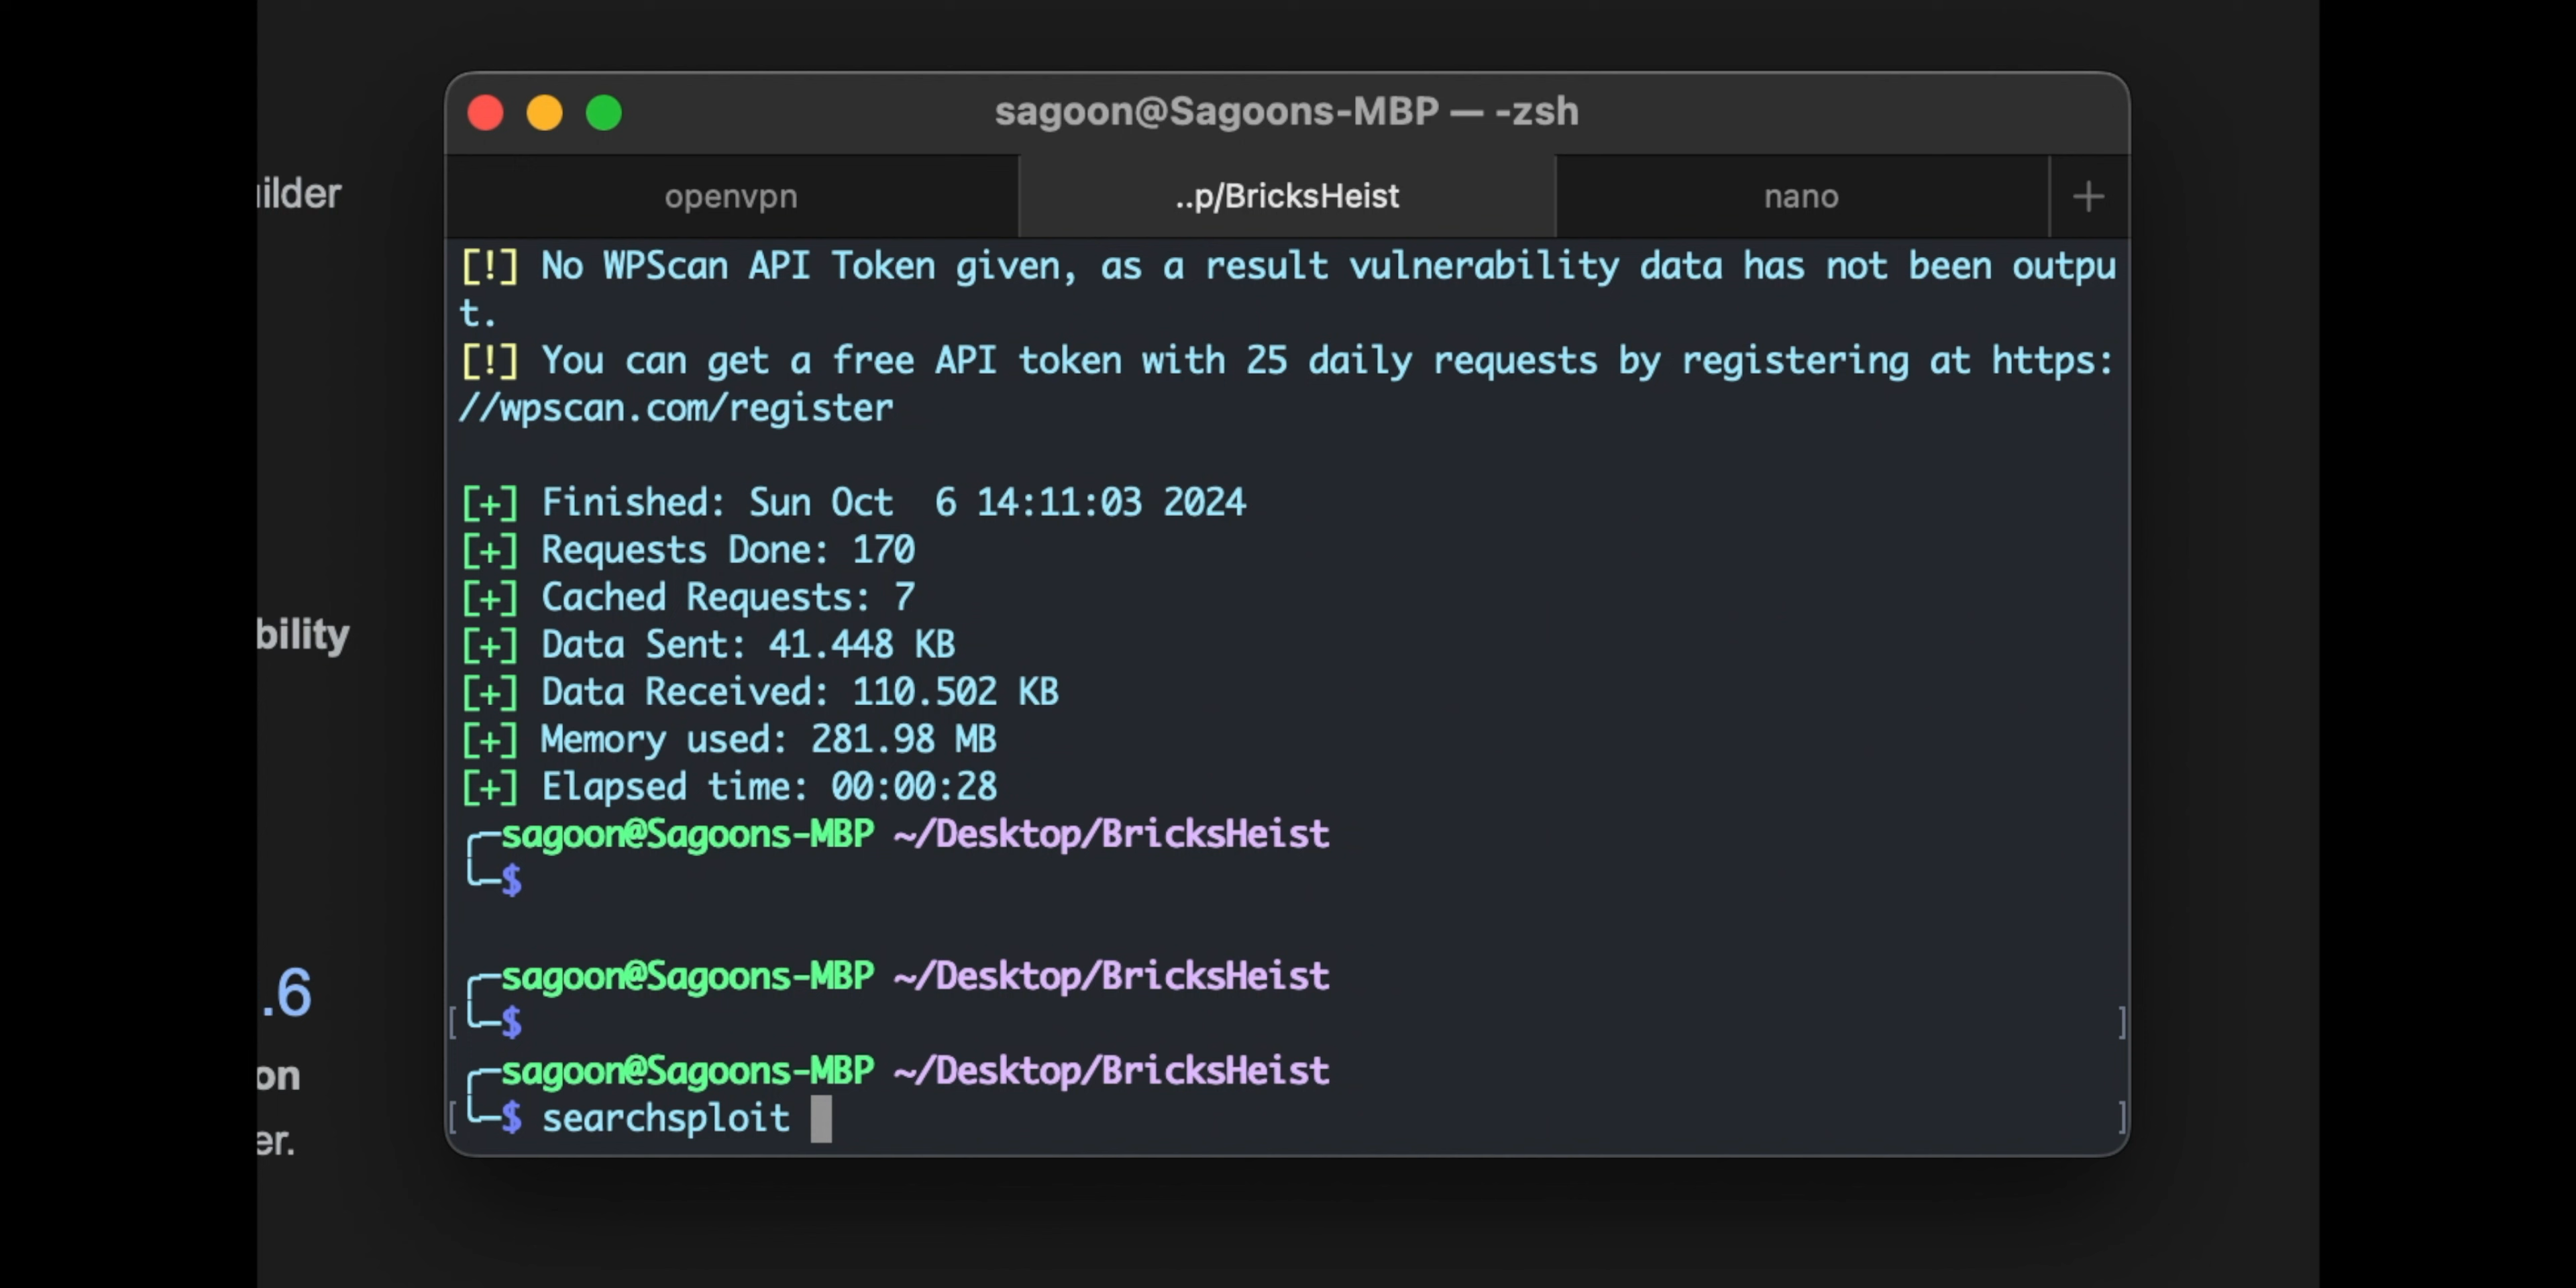 sagoon@Sagoons-MBP — -zsh
openvpn
..p/BricksHeist
nano
+
[!] No WPScan API Token given, as a result vulnerability data has not been outpu
t.
[!] You can get a free API token with 25 daily requests by registering at https:
//wpscan.com/register
[+] Finished: Sun Oct  6 14:11:03 2024
[+] Requests Done: 170
[+] Cached Requests: 7
[+] Data Sent: 41.448 KB
[+] Data Received: 110.502 KB
[+] Memory used: 281.98 MB
[+] Elapsed time: 00:00:28
╭─sagoon@Sagoons-MBP ~/Desktop/BricksHeist
╰─$
╭─sagoon@Sagoons-MBP ~/Desktop/BricksHeist
[╰─$ ]
╭─sagoon@Sagoons-MBP ~/Desktop/BricksHeist
[╰─$ searchsploit ]
ilder
bility
.6
on
er.